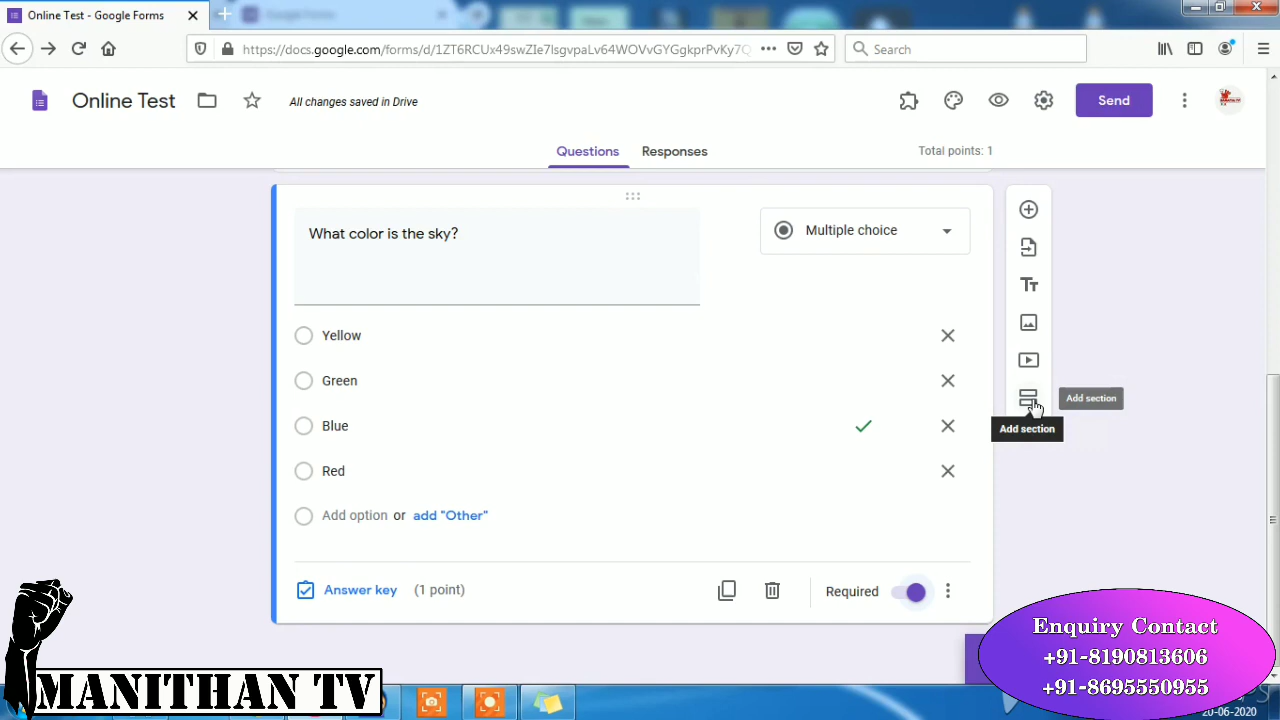 Online Test - Google Forms
Google Forms
https://docs.google.com/forms/d/1ZT6RCUx49swZIe7lsgvpaLv64WOVvGYGgkprPvKy7Q
Search
Online Test
All changes saved in Drive
Send
Questions
Responses
Total points: 1
What color is the sky?
Multiple choice
Yellow
Green
Blue
Red
Add option or add "Other"
Add section
Add section
Answer key
(1 point)
Required
MANITHAN TV
Enquiry Contact
+91-8190813606
+91-8695550955
20-06-2020